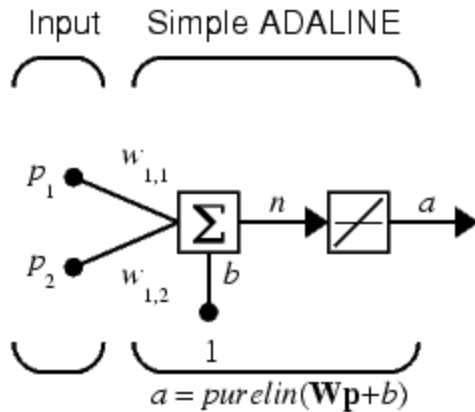 Input Simple ADALINE
p1
w1,1
Σ
n
a
p2
w1,2
b
1
a = purelin(Wp+b)